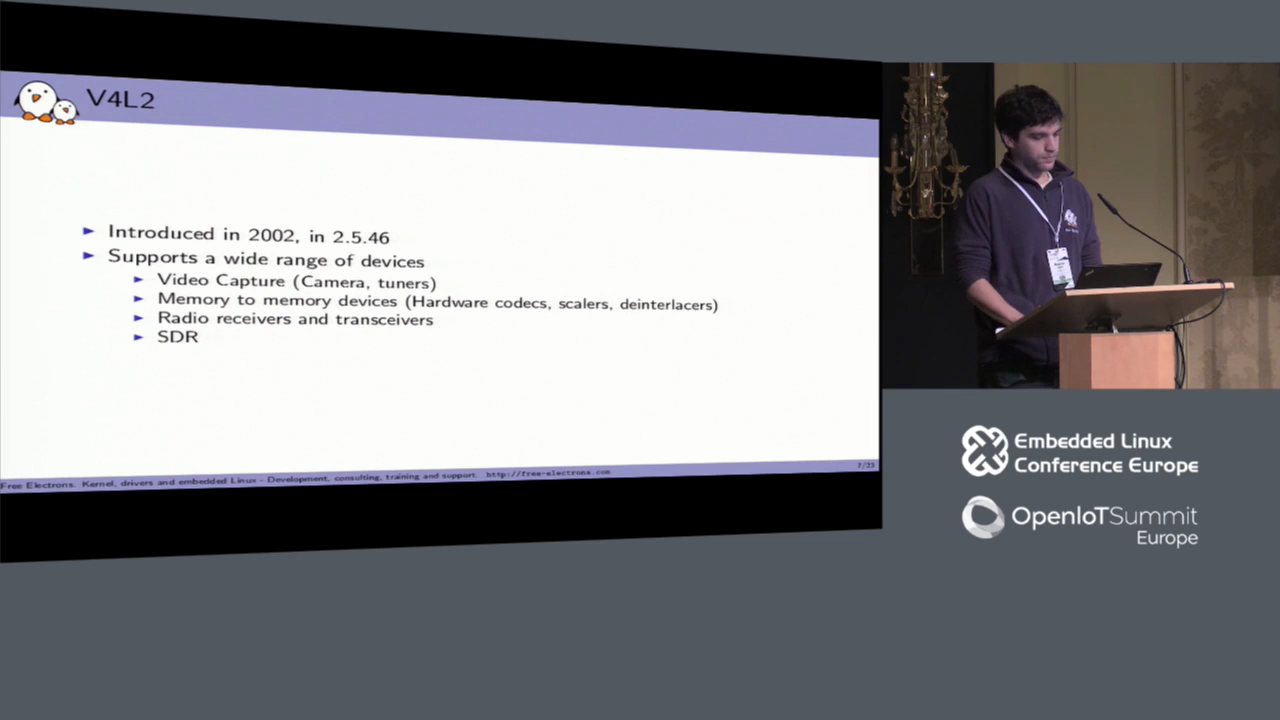 V4L2
Introduced in 2002, in 2.5.46
Supports a wide range of devices
Video Capture (Camera, tuners)
Memory to memory devices (Hardware codecs, scalers, deinterlacers)
Radio receivers and transceivers
SDR
Free Electrons. Kernel, drivers and embedded Linux - Development, consulting, training and support. http://free-electrons.com
7/23
Embedded Linux
Conference Europe
OpenIoTSummit
Europe